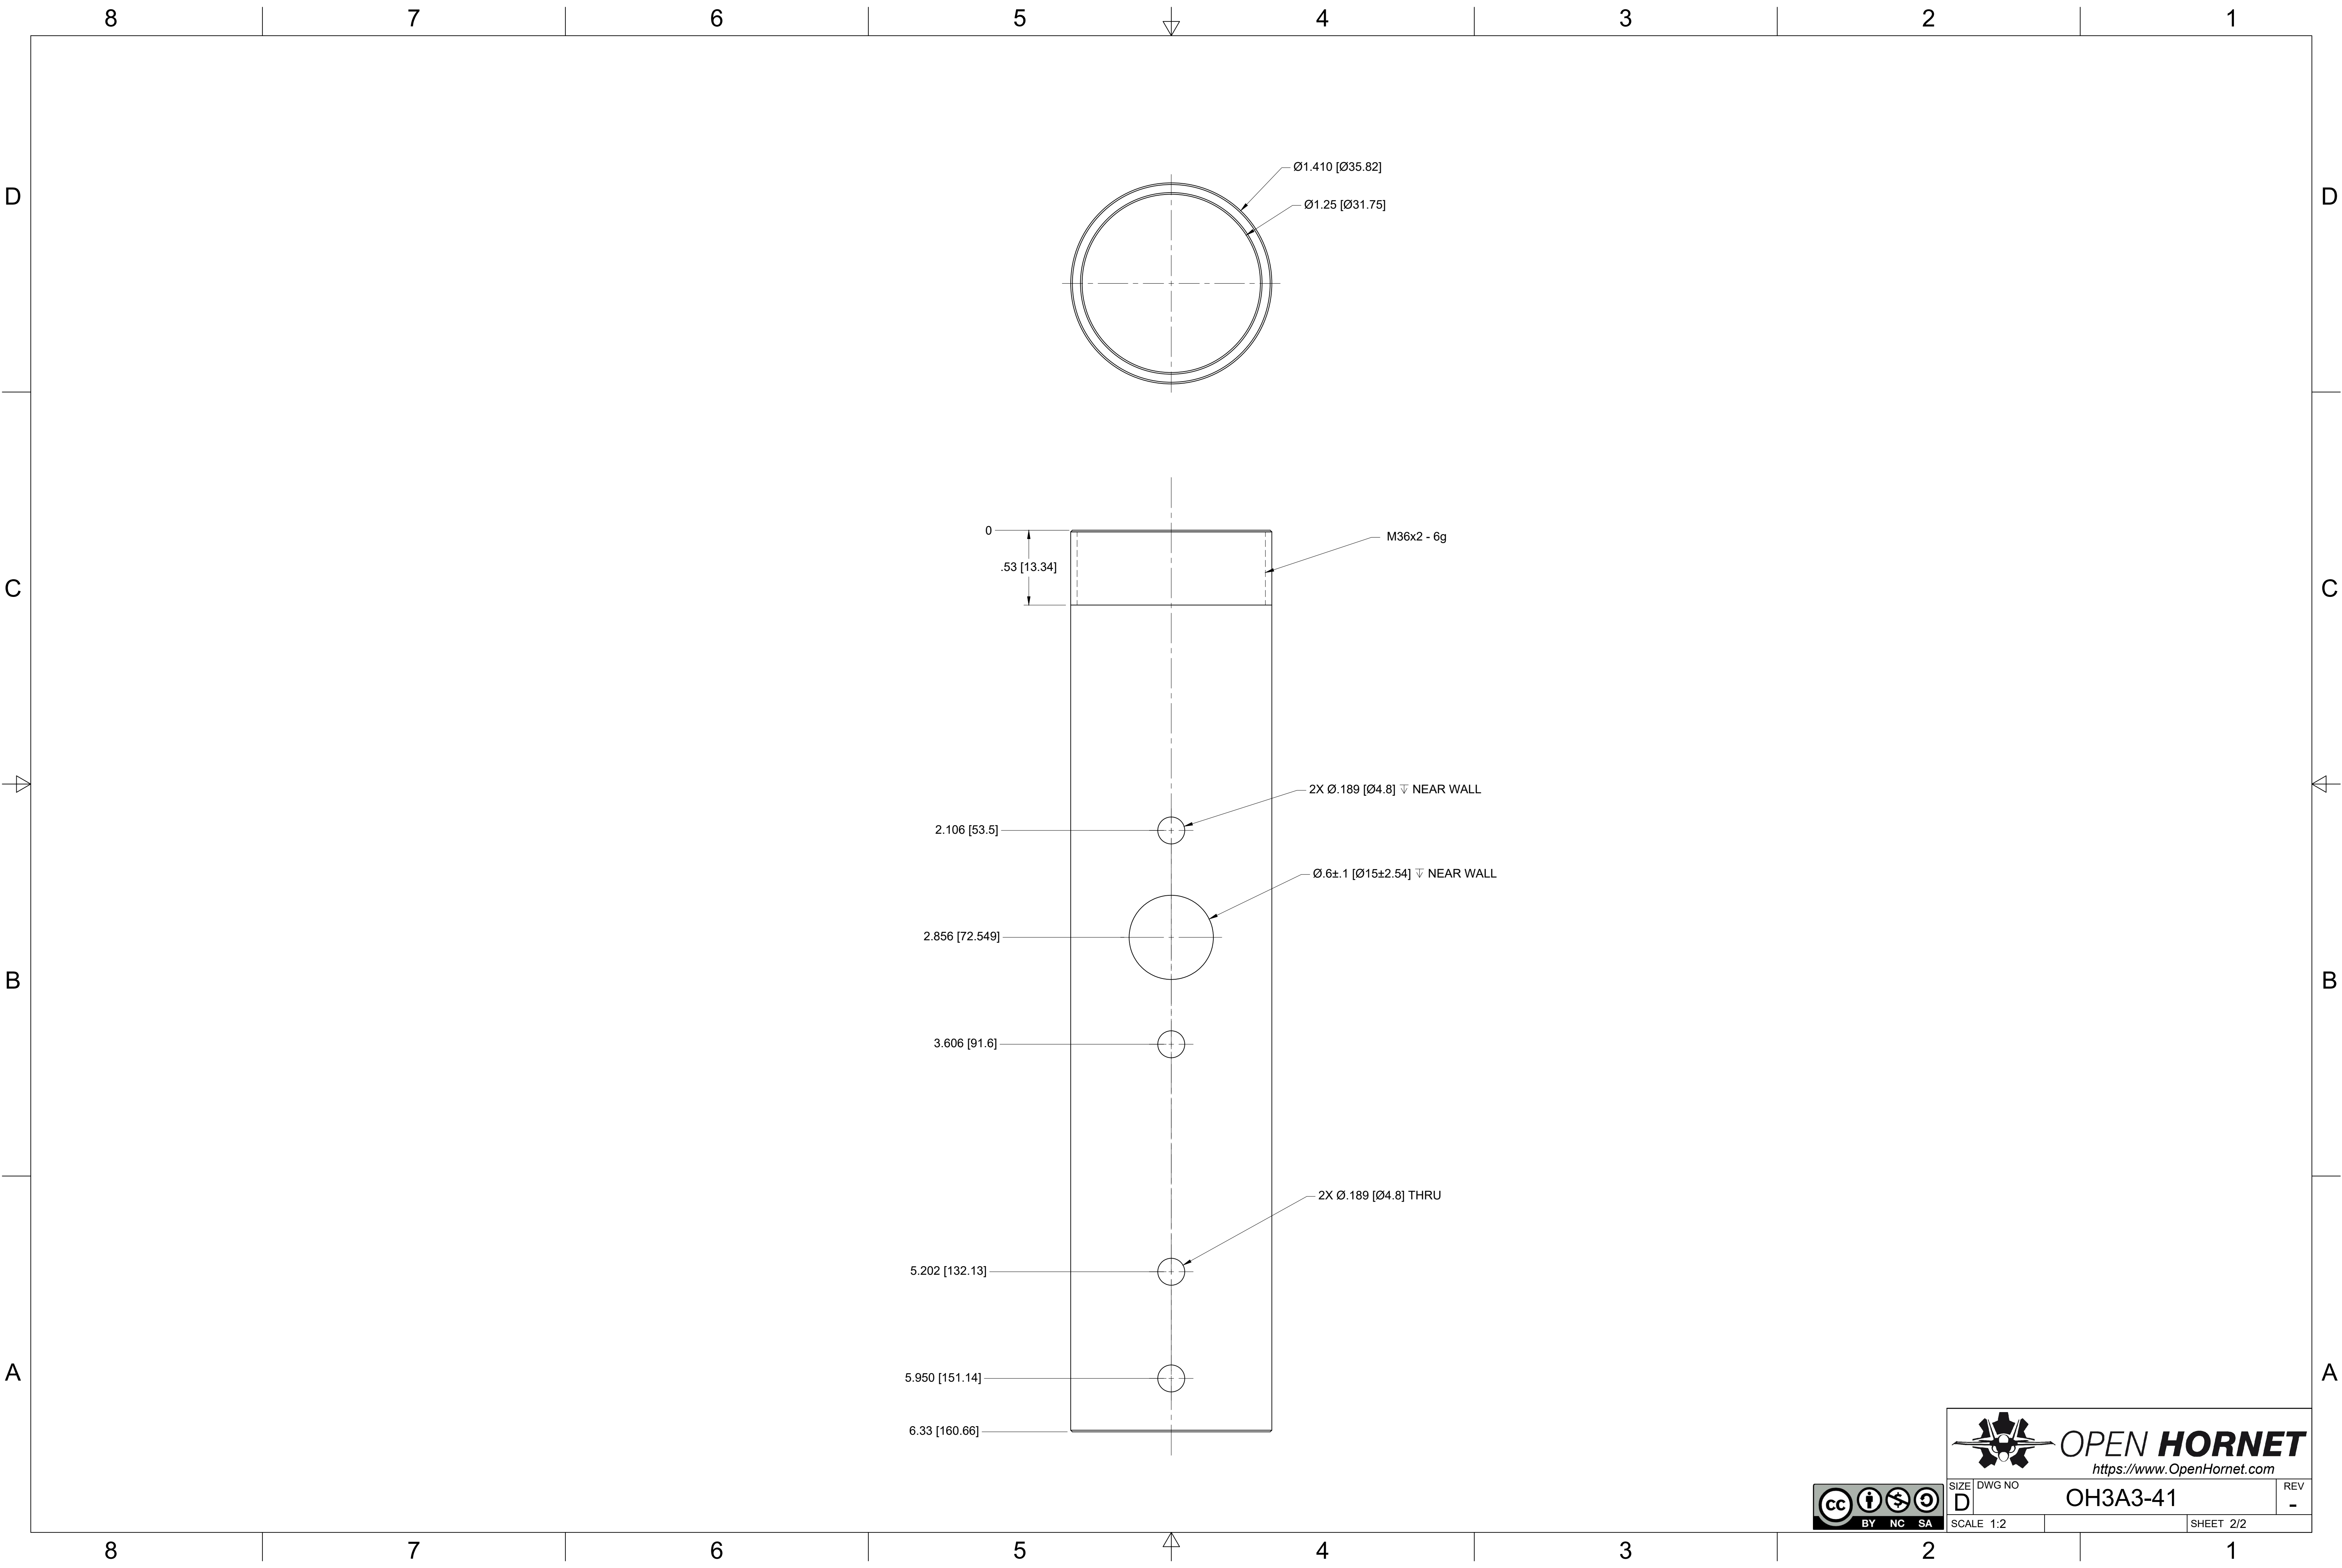 8 7 6 5 4 3 2 1
D D
Ø1.410 [Ø35.82]
Ø1.25 [Ø31.75]
0
M36x2 - 6g
.53 [13.34]
C C
2X Ø.189 [Ø4.8] ↧ NEAR WALL
2.106 [53.5]
Ø.6±.1 [Ø15±2.54] ↧ NEAR WALL
2.856 [72.549]
B B
3.606 [91.6]
2X Ø.189 [Ø4.8] THRU
5.202 [132.13]
A A
5.950 [151.14]
6.33 [160.66]
OPEN HORNET
https://www.OpenHornet.com
SIZE DWG NO REV
D OH3A3-41 -
cc
BY NC SA
SCALE 1:2 SHEET 2/2
8 7 6 5 4 3 2 1